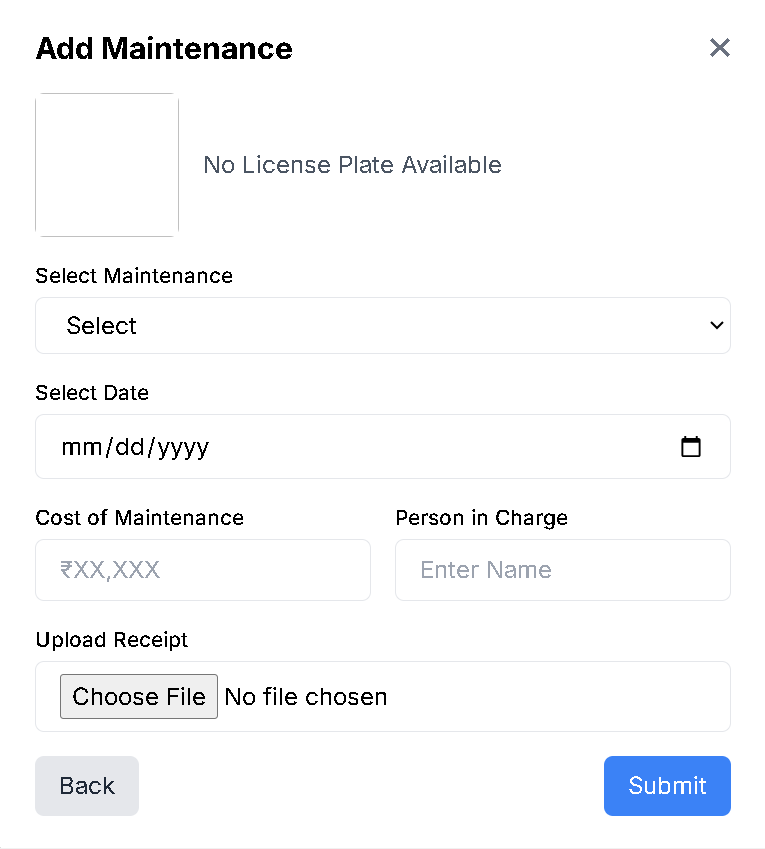 Add Maintenance
No License Plate Available
Select Maintenance
Select
Select Date
mm/dd/yyyy
Cost of Maintenance
Person in Charge
₹XX,XXX
Enter Name
Upload Receipt
Choose File No file chosen
Back
Submit